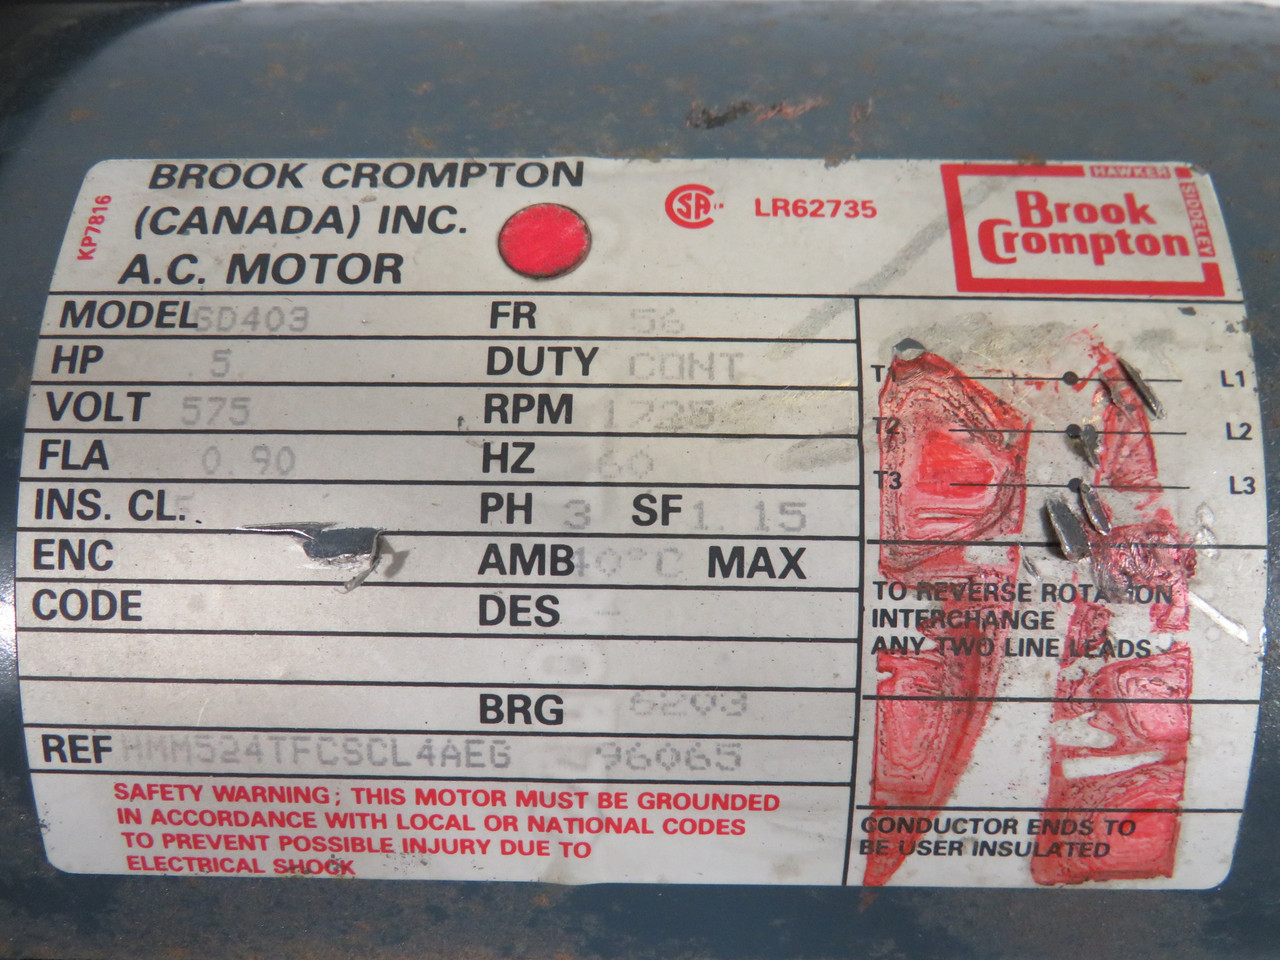 KP7816
BROOK CROMPTON
(CANADA) INC.
A.C. MOTOR
LR62735
HAWKER
SIDDELEY
Brook
Crompton
MODEL SD403 FR 56
HP .5 DUTY CONT
VOLT 575 RPM 1725
FLA 0.90 HZ 60
INS. CL. PH 3 SF 1.15
ENC AMB 40°C MAX
CODE DES -
BRG 6203
REF HMM524TFCSCL4AEG 96065
SAFETY WARNING; THIS MOTOR MUST BE GROUNDED
IN ACCORDANCE WITH LOCAL OR NATIONAL CODES
TO PREVENT POSSIBLE INJURY DUE TO
ELECTRICAL SHOCK
T1 L1
T2 L2
T3 L3
TO REVERSE ROTATION
INTERCHANGE
ANY TWO LINE LEADS
CONDUCTOR ENDS TO
BE USER INSULATED